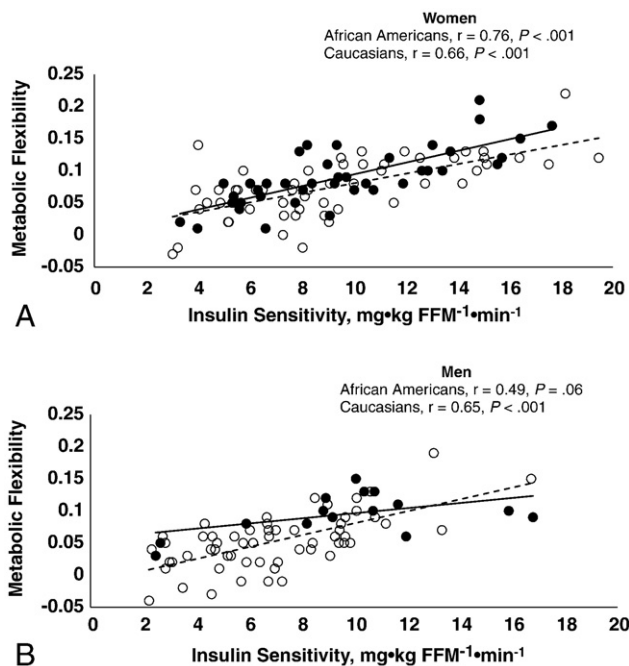 Women
African Americans, r = 0.76, P < .001
Caucasians, r = 0.66, P < .001
Metabolic Flexibility
0.25
0.2
0.15
0.1
0.05
0
-0.05
0 2 4 6 8 10 12 14 16 18 20
A
Insulin Sensitivity, mg•kg FFM⁻¹•min⁻¹
Men
African Americans, r = 0.49, P = .06
Caucasians, r = 0.65, P < .001
Metabolic Flexibility
0.25
0.2
0.15
0.1
0.05
0
-0.05
0 2 4 6 8 10 12 14 16 18 20
B
Insulin Sensitivity, mg•kg FFM⁻¹•min⁻¹